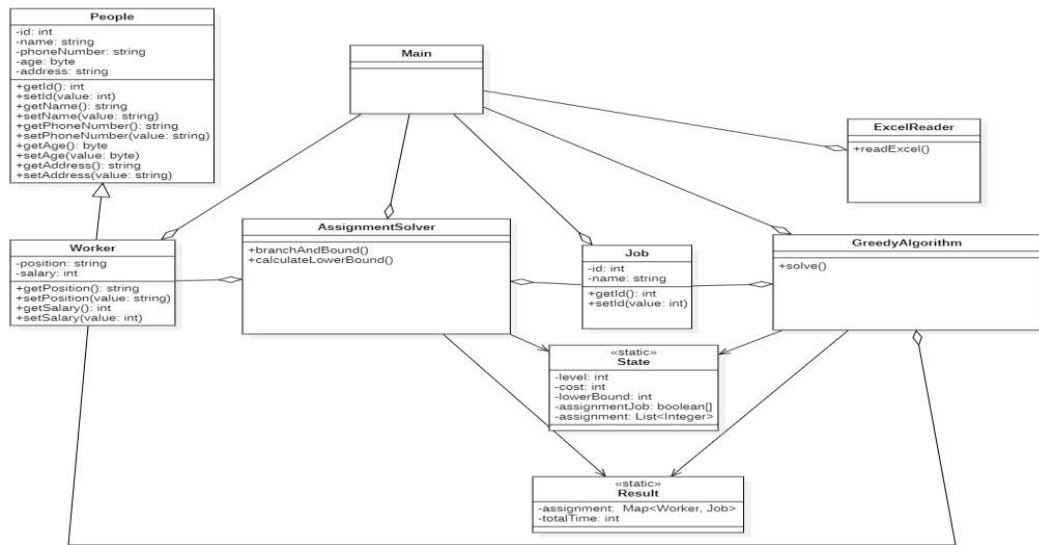 People
-id: int
-name: string
-phoneNumber: string
-age: byte
-address: string
+getId(): int
+setId(value: int)
+getName(): string
+setName(value: string)
+getPhoneNumber(): string
+setPhoneNumber(value: string)
+getAge(): byte
+setAge(value: byte)
+getAddress(): string
+setAddress(value: string)
Main
ExcelReader
+readExcel()
Worker
-position: string
-salary: int
+getPosition(): string
+setPosition(value: string)
+getSalary(): int
+setSalary(value: int)
AssignmentSolver
+branchAndBound()
+calculateLowerBound()
Job
-id: int
-name: string
+getId(): int
+setId(value: int)
GreedyAlgorithm
+solve()
«static»
State
-level: int
-cost: int
-lowerBound: int
-assignmentJob: boolean[]
-assignment: List<Integer>
«static»
Result
-assignment: Map<Worker, Job>
-totalTime: int